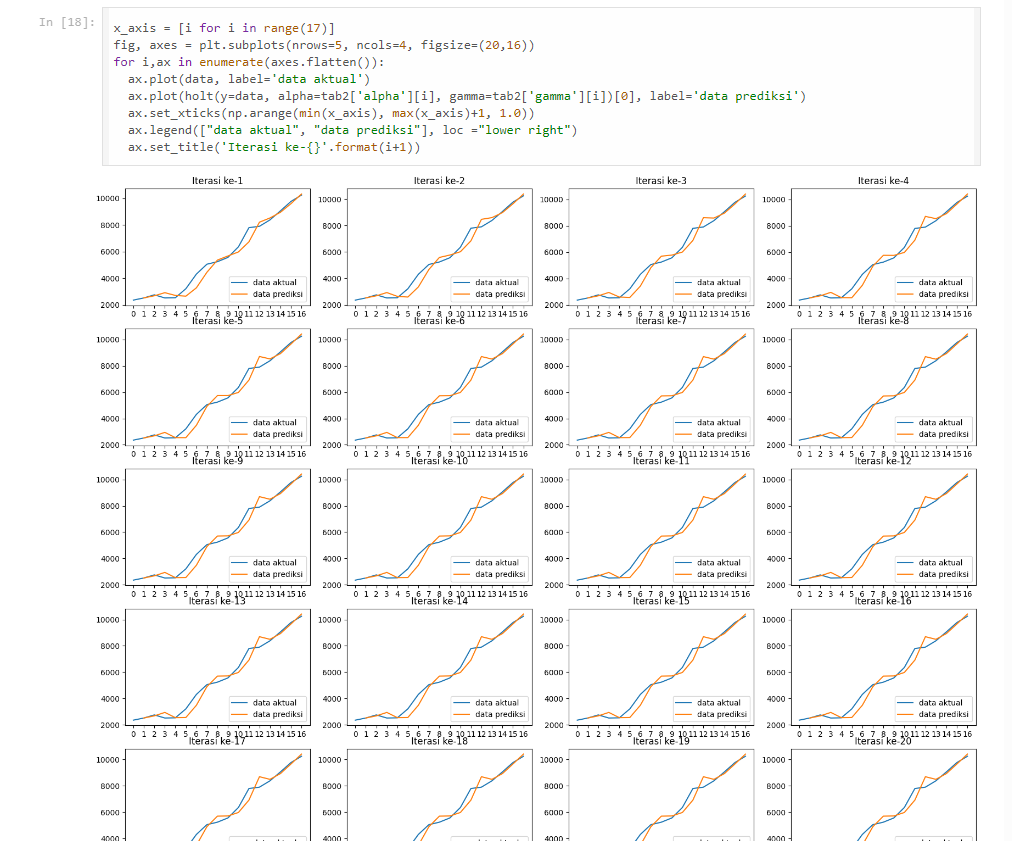 In [18]:
x_axis = [i for i in range(17)]
fig, axes = plt.subplots(nrows=5, ncols=4, figsize=(20,16))
for i,ax in enumerate(axes.flatten()):
  ax.plot(data, label='data aktual')
  ax.plot(holt(y=data, alpha=tab2['alpha'][i], gamma=tab2['gamma'][i])[0], label='data prediksi')
  ax.set_xticks(np.arange(min(x_axis), max(x_axis)+1, 1.0))
  ax.legend(["data aktual", "data prediksi"], loc ="lower right")
  ax.set_title('Iterasi ke-{}'.format(i+1))
Iterasi ke-1 Iterasi ke-2 Iterasi ke-3 Iterasi ke-4
10000 10000 10000 10000
8000 8000 8000 8000
6000 6000 6000 6000
4000 data aktual 4000 data aktual 4000 data aktual 4000 data aktual
data prediksi data prediksi data prediksi data prediksi
2000 2000 2000 2000
0 1 2 3 4 5 6 7 8 9 10 11 12 13 14 15 16 0 1 2 3 4 5 6 7 8 9 10 11 12 13 14 15 16 0 1 2 3 4 5 6 7 8 9 10 11 12 13 14 15 16 0 1 2 3 4 5 6 7 8 9 10 11 12 13 14 15 16
Iterasi ke-5 Iterasi ke-6 Iterasi ke-7 Iterasi ke-8
10000 10000 10000 10000
8000 8000 8000 8000
6000 6000 6000 6000
4000 data aktual 4000 data aktual 4000 data aktual 4000 data aktual
data prediksi data prediksi data prediksi data prediksi
2000 2000 2000 2000
0 1 2 3 4 5 6 7 8 9 10 11 12 13 14 15 16 0 1 2 3 4 5 6 7 8 9 10 11 12 13 14 15 16 0 1 2 3 4 5 6 7 8 9 10 11 12 13 14 15 16 0 1 2 3 4 5 6 7 8 9 10 11 12 13 14 15 16
Iterasi ke-9 Iterasi ke-10 Iterasi ke-11 Iterasi ke-12
10000 10000 10000 10000
8000 8000 8000 8000
6000 6000 6000 6000
4000 data aktual 4000 data aktual 4000 data aktual 4000 data aktual
data prediksi data prediksi data prediksi data prediksi
2000 2000 2000 2000
0 1 2 3 4 5 6 7 8 9 10 11 12 13 14 15 16 0 1 2 3 4 5 6 7 8 9 10 11 12 13 14 15 16 0 1 2 3 4 5 6 7 8 9 10 11 12 13 14 15 16 0 1 2 3 4 5 6 7 8 9 10 11 12 13 14 15 16
Iterasi ke-13 Iterasi ke-14 Iterasi ke-15 Iterasi ke-16
10000 10000 10000 10000
8000 8000 8000 8000
6000 6000 6000 6000
4000 data aktual 4000 data aktual 4000 data aktual 4000 data aktual
data prediksi data prediksi data prediksi data prediksi
2000 2000 2000 2000
0 1 2 3 4 5 6 7 8 9 10 11 12 13 14 15 16 0 1 2 3 4 5 6 7 8 9 10 11 12 13 14 15 16 0 1 2 3 4 5 6 7 8 9 10 11 12 13 14 15 16 0 1 2 3 4 5 6 7 8 9 10 11 12 13 14 15 16
Iterasi ke-17 Iterasi ke-18 Iterasi ke-19 Iterasi ke-20
10000 10000 10000 10000
8000 8000 8000 8000
6000 6000 6000 6000
4000 4000 4000 4000